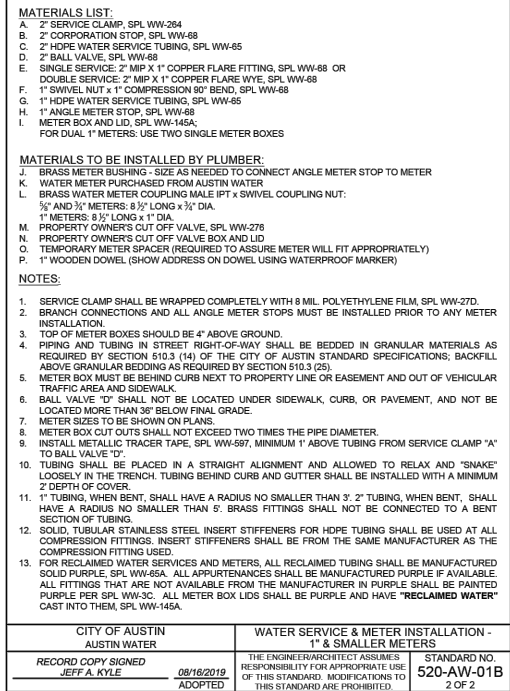 MATERIALS LIST:
A. 2" SERVICE CLAMP, SPL WW-264
B. 2" CORPORATION STOP, SPL WW-68
C. 2" HDPE WATER SERVICE TUBING, SPL WW-65
D. 2" BALL VALVE, SPL WW-68
E. SINGLE SERVICE: 2" MIP X 1" COPPER FLARE FITTING, SPL WW-68 OR
DOUBLE SERVICE: 2" MIP X 1" COPPER FLARE WYE, SPL WW-68
F. 1" SWIVEL NUT x 1" COMPRESSION 90° BEND, SPL WW-68
G. 1" HDPE WATER SERVICE TUBING, SPL WW-65
H. 1" ANGLE METER STOP, SPL WW-68
I. METER BOX AND LID, SPL WW-145A;
FOR DUAL 1" METERS: USE TWO SINGLE METER BOXES
MATERIALS TO BE INSTALLED BY PLUMBER:
J. BRASS METER BUSHING - SIZE AS NEEDED TO CONNECT ANGLE METER STOP TO METER
K. WATER METER PURCHASED FROM AUSTIN WATER
L. BRASS WATER METER COUPLING MALE IPT x SWIVEL COUPLING NUT:
⅝" AND ¾" METERS: 8 ½" LONG x ¾" DIA.
1" METERS: 8 ½" LONG x 1" DIA.
M. PROPERTY OWNER'S CUT OFF VALVE, SPL WW-276
N. PROPERTY OWNER'S CUT OFF VALVE BOX AND LID
O. TEMPORARY METER SPACER (REQUIRED TO ASSURE METER WILL FIT APPROPRIATELY)
P. 1" WOODEN DOWEL (SHOW ADDRESS ON DOWEL USING WATERPROOF MARKER)
NOTES:
1. SERVICE CLAMP SHALL BE WRAPPED COMPLETELY WITH 8 MIL. POLYETHYLENE FILM, SPL WW-27D.
2. BRANCH CONNECTIONS AND ALL ANGLE METER STOPS MUST BE INSTALLED PRIOR TO ANY METER
INSTALLATION.
3. TOP OF METER BOXES SHOULD BE 4" ABOVE GROUND.
4. PIPING AND TUBING IN STREET RIGHT-OF-WAY SHALL BE BEDDED IN GRANULAR MATERIALS AS
REQUIRED BY SECTION 510.3 (14) OF THE CITY OF AUSTIN STANDARD SPECIFICATIONS; BACKFILL
ABOVE GRANULAR BEDDING AS REQUIRED BY SECTION 510.3 (25).
5. METER BOX MUST BE BEHIND CURB NEXT TO PROPERTY LINE OR EASEMENT AND OUT OF VEHICULAR
TRAFFIC AREA AND SIDEWALK.
6. BALL VALVE "D" SHALL NOT BE LOCATED UNDER SIDEWALK, CURB, OR PAVEMENT, AND NOT BE
LOCATED MORE THAN 36" BELOW FINAL GRADE.
7. METER SIZES TO BE SHOWN ON PLANS.
8. METER BOX CUT OUTS SHALL NOT EXCEED TWO TIMES THE PIPE DIAMETER.
9. INSTALL METALLIC TRACER TAPE, SPL WW-597, MINIMUM 1' ABOVE TUBING FROM SERVICE CLAMP "A"
TO BALL VALVE "D".
10. TUBING SHALL BE PLACED IN A STRAIGHT ALIGNMENT AND ALLOWED TO RELAX AND "SNAKE"
LOOSELY IN THE TRENCH. TUBING BEHIND CURB AND GUTTER SHALL BE INSTALLED WITH A MINIMUM
2' DEPTH OF COVER.
11. 1" TUBING, WHEN BENT, SHALL HAVE A RADIUS NO SMALLER THAN 3'. 2" TUBING, WHEN BENT, SHALL
HAVE A RADIUS NO SMALLER THAN 5'. BRASS FITTINGS SHALL NOT BE CONNECTED TO A BENT
SECTION OF TUBING.
12. SOLID, TUBULAR STAINLESS STEEL INSERT STIFFENERS FOR HDPE TUBING SHALL BE USED AT ALL
COMPRESSION FITTINGS. INSERT STIFFENERS SHALL BE FROM THE SAME MANUFACTURER AS THE
COMPRESSION FITTING USED.
13. FOR RECLAIMED WATER SERVICES AND METERS, ALL RECLAIMED TUBING SHALL BE MANUFACTURED
SOLID PURPLE, SPL WW-65A. ALL APPURTENANCES SHALL BE MANUFACTURED PURPLE IF AVAILABLE.
ALL FITTINGS THAT ARE NOT AVAILABLE FROM THE MANUFACTURER IN PURPLE SHALL BE PAINTED
PURPLE PER SPL WW-3C. ALL METER BOX LIDS SHALL BE PURPLE AND HAVE "RECLAIMED WATER"
CAST INTO THEM, SPL WW-145A.
CITY OF AUSTIN
AUSTIN WATER
WATER SERVICE & METER INSTALLATION -
1" & SMALLER METERS
RECORD COPY SIGNED
JEFF A. KYLE
08/16/2019
ADOPTED
THE ENGINEER/ARCHITECT ASSUMES
RESPONSIBILITY FOR APPROPRIATE USE
OF THIS STANDARD. MODIFICATIONS TO
THIS STANDARD ARE PROHIBITED.
STANDARD NO.
520-AW-01B
2 OF 2